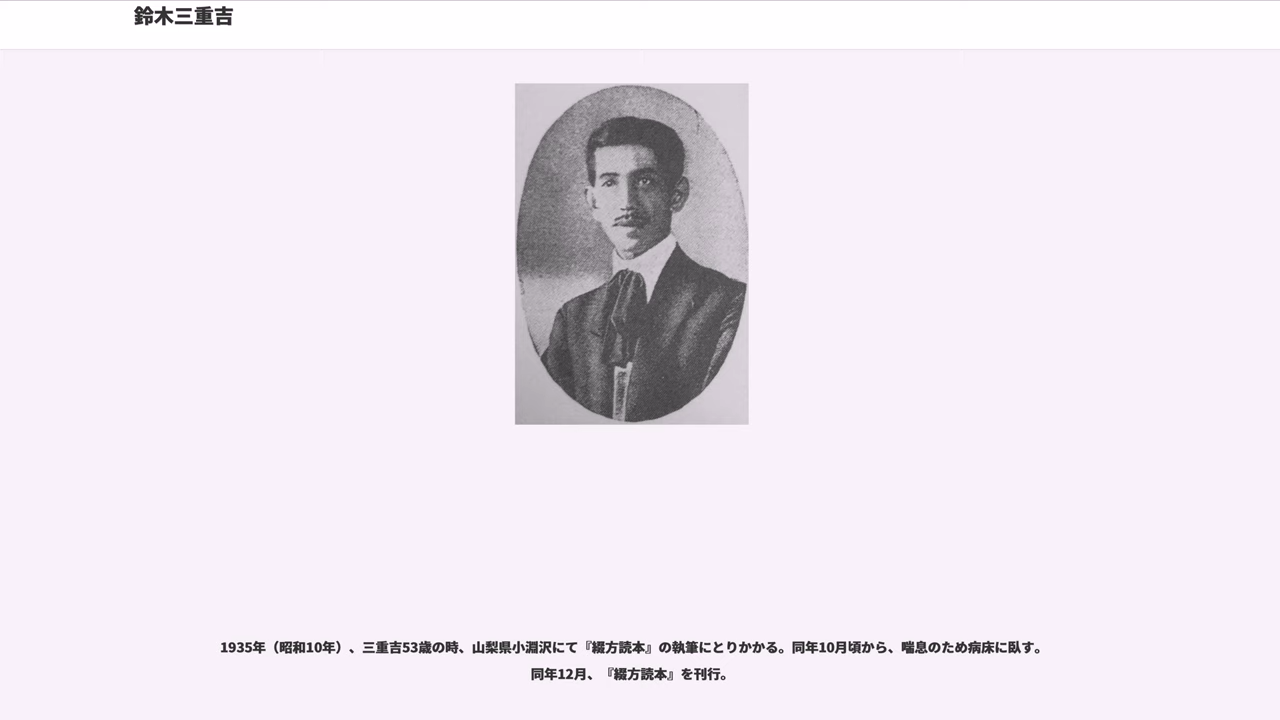 鈴木三重吉
1935年（昭和10年）、三重吉53歳の時、山梨県小淵沢にて『綴方読本』の執筆にとりかかる。同年10月頃から、喘息のため病床に臥す。
同年12月、『綴方読本』を刊行。